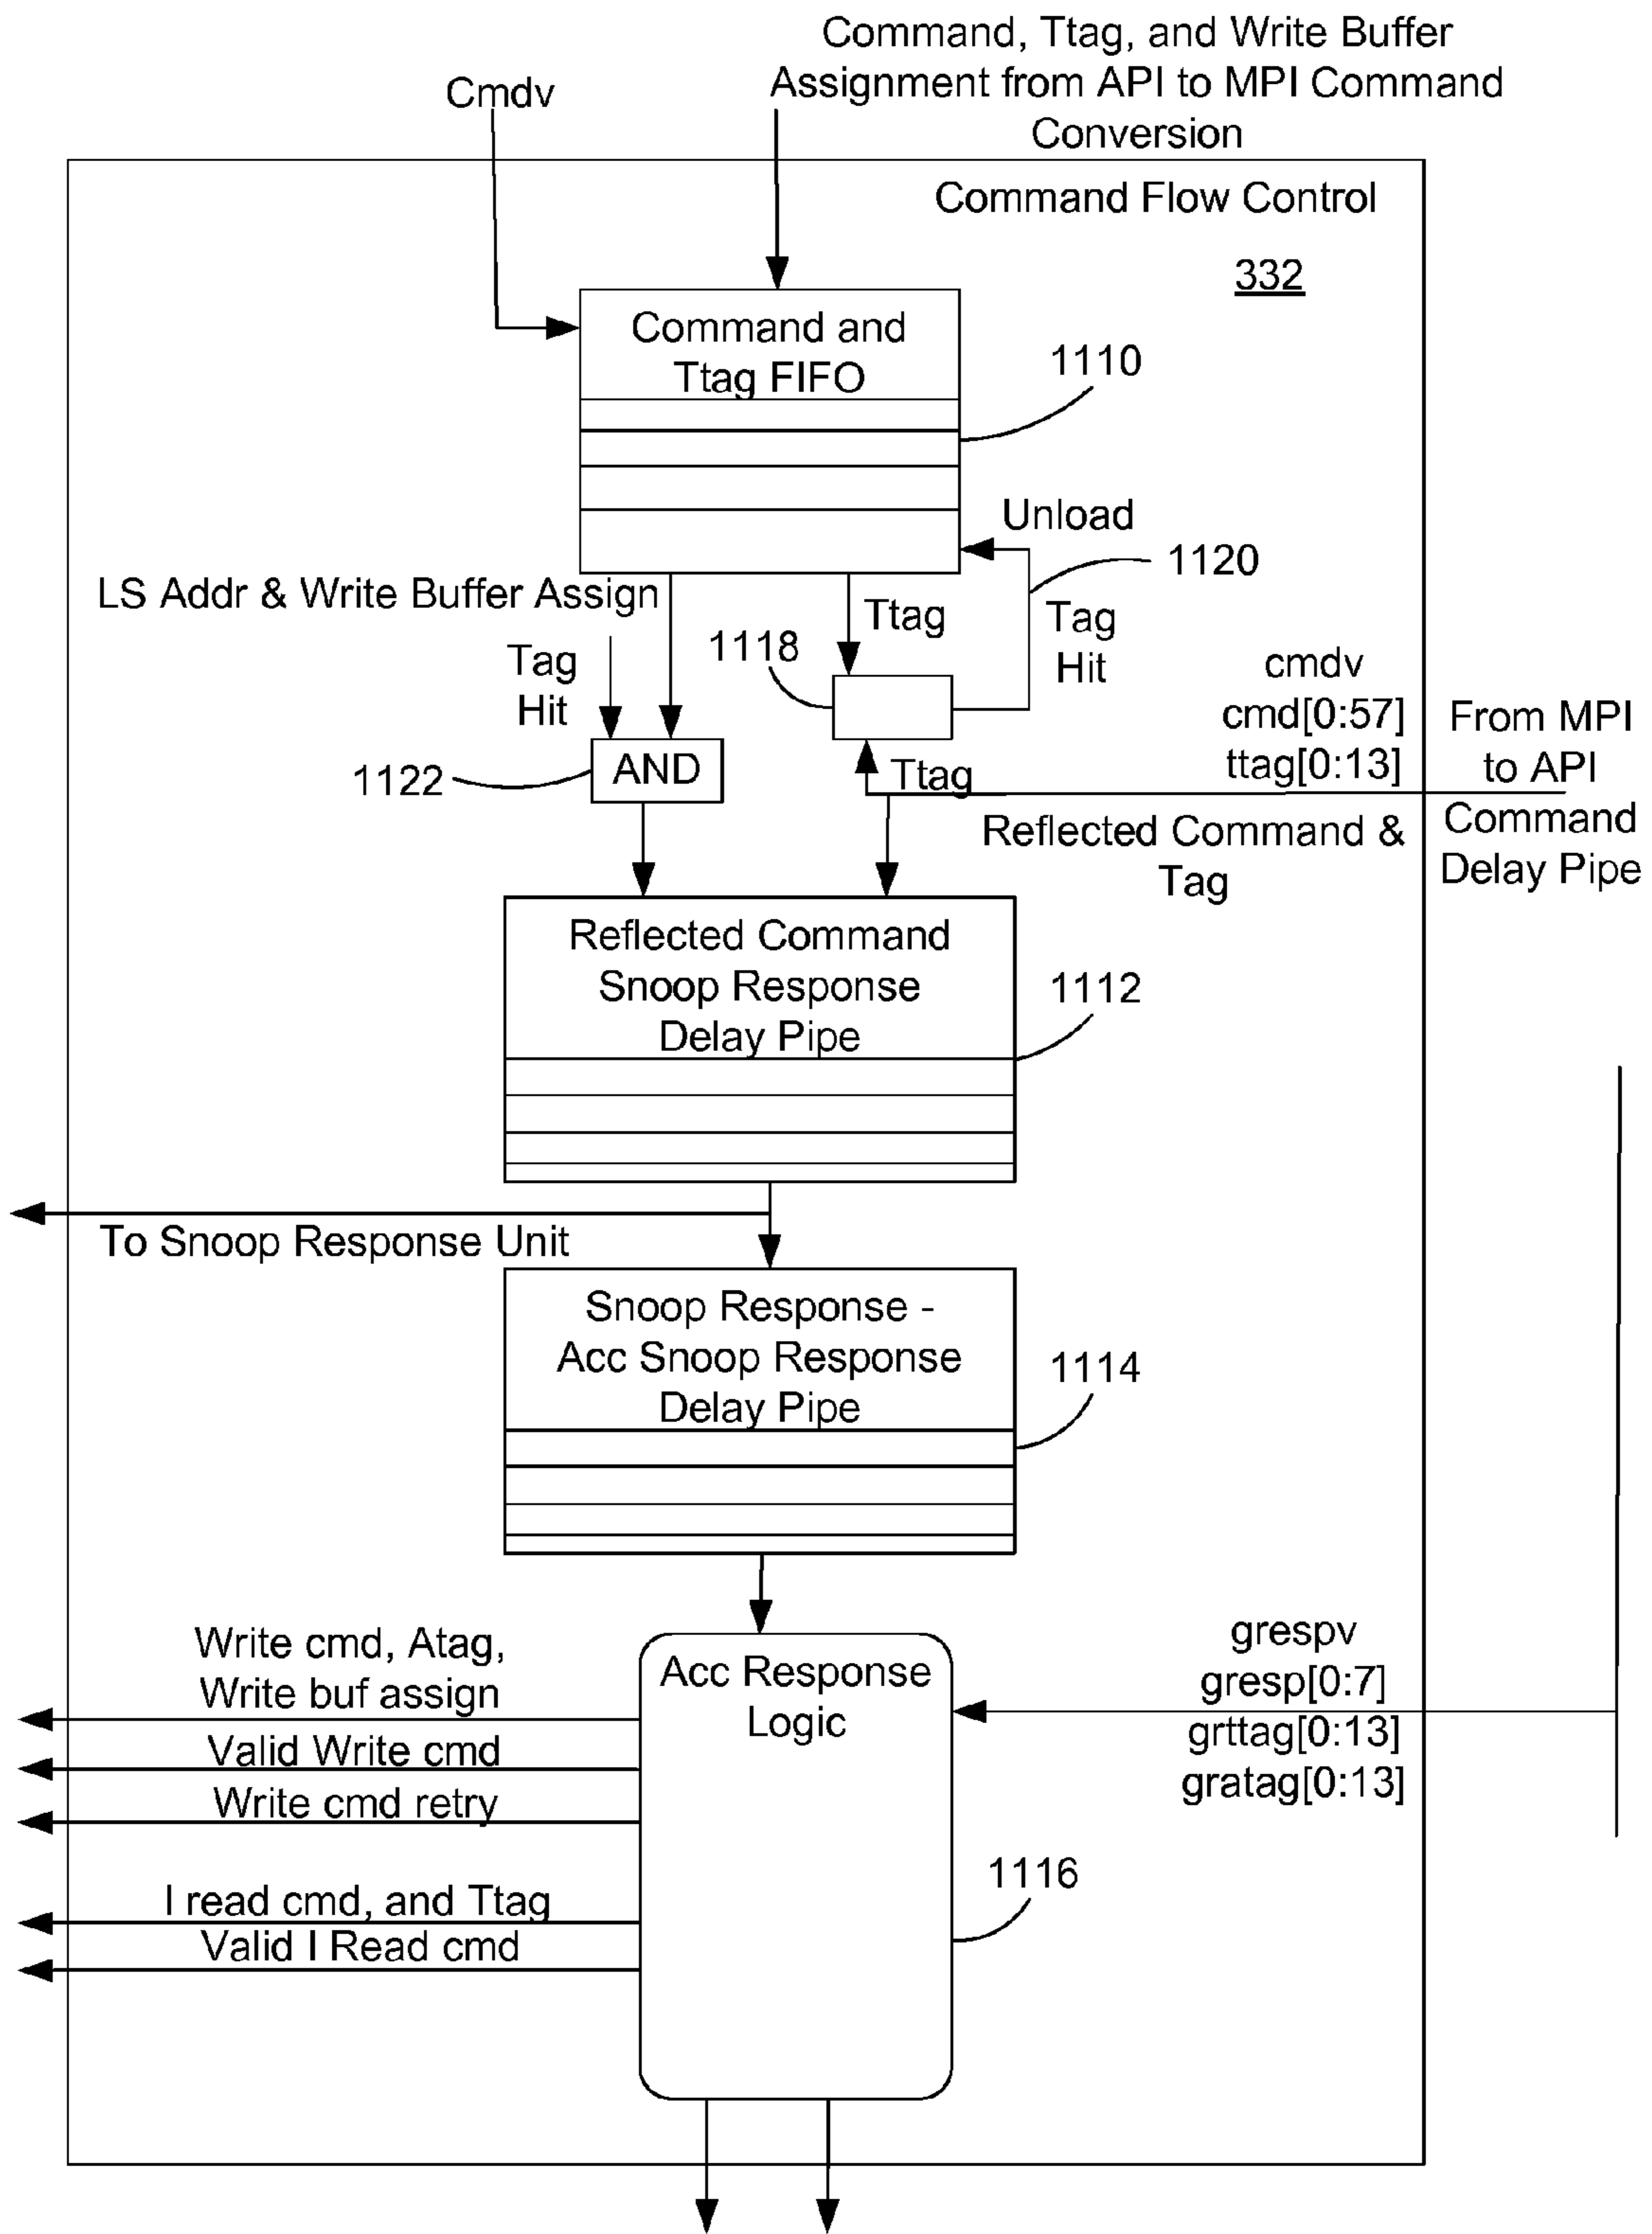 Command, Ttag, and Write Buffer
Assignment from API to MPI Command
Conversion
Cmdv
Command Flow Control
332
Command and
Ttag FIFO
1110
Unload
1120
LS Addr & Write Buffer Assign
Ttag
Tag
Hit
1118
Tag
Hit
cmdv
cmd[0:57]
ttag[0:13]
From MPI
to API
Command
Delay Pipe
AND
1122
Ttag
Reflected Command &
Tag
Reflected Command
Snoop Response
Delay Pipe
1112
To Snoop Response Unit
Snoop Response -
Acc Snoop Response
Delay Pipe
1114
Write cmd, Atag,
Write buf assign
Valid Write cmd
Write cmd retry
I read cmd, and Ttag
Valid I Read cmd
Acc Response
Logic
grespv
gresp[0:7]
grttag[0:13]
gratag[0:13]
1116